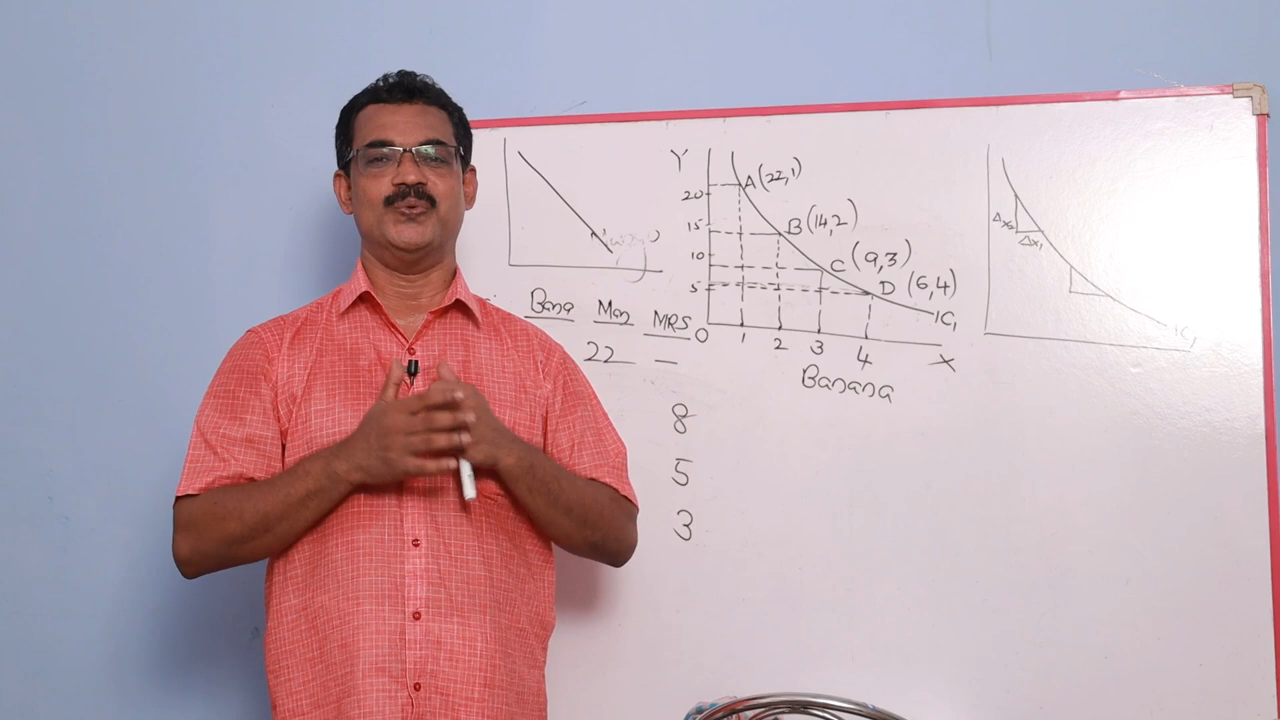 Y
A (22,1)
20
15
B (14,2)
10
C (9,3)
5
D (6,4)
IC1
0
1
2
3
4
X
Banana
Δx2
Δx1
IC1
Bana Man MRS
22 —
8
5
3